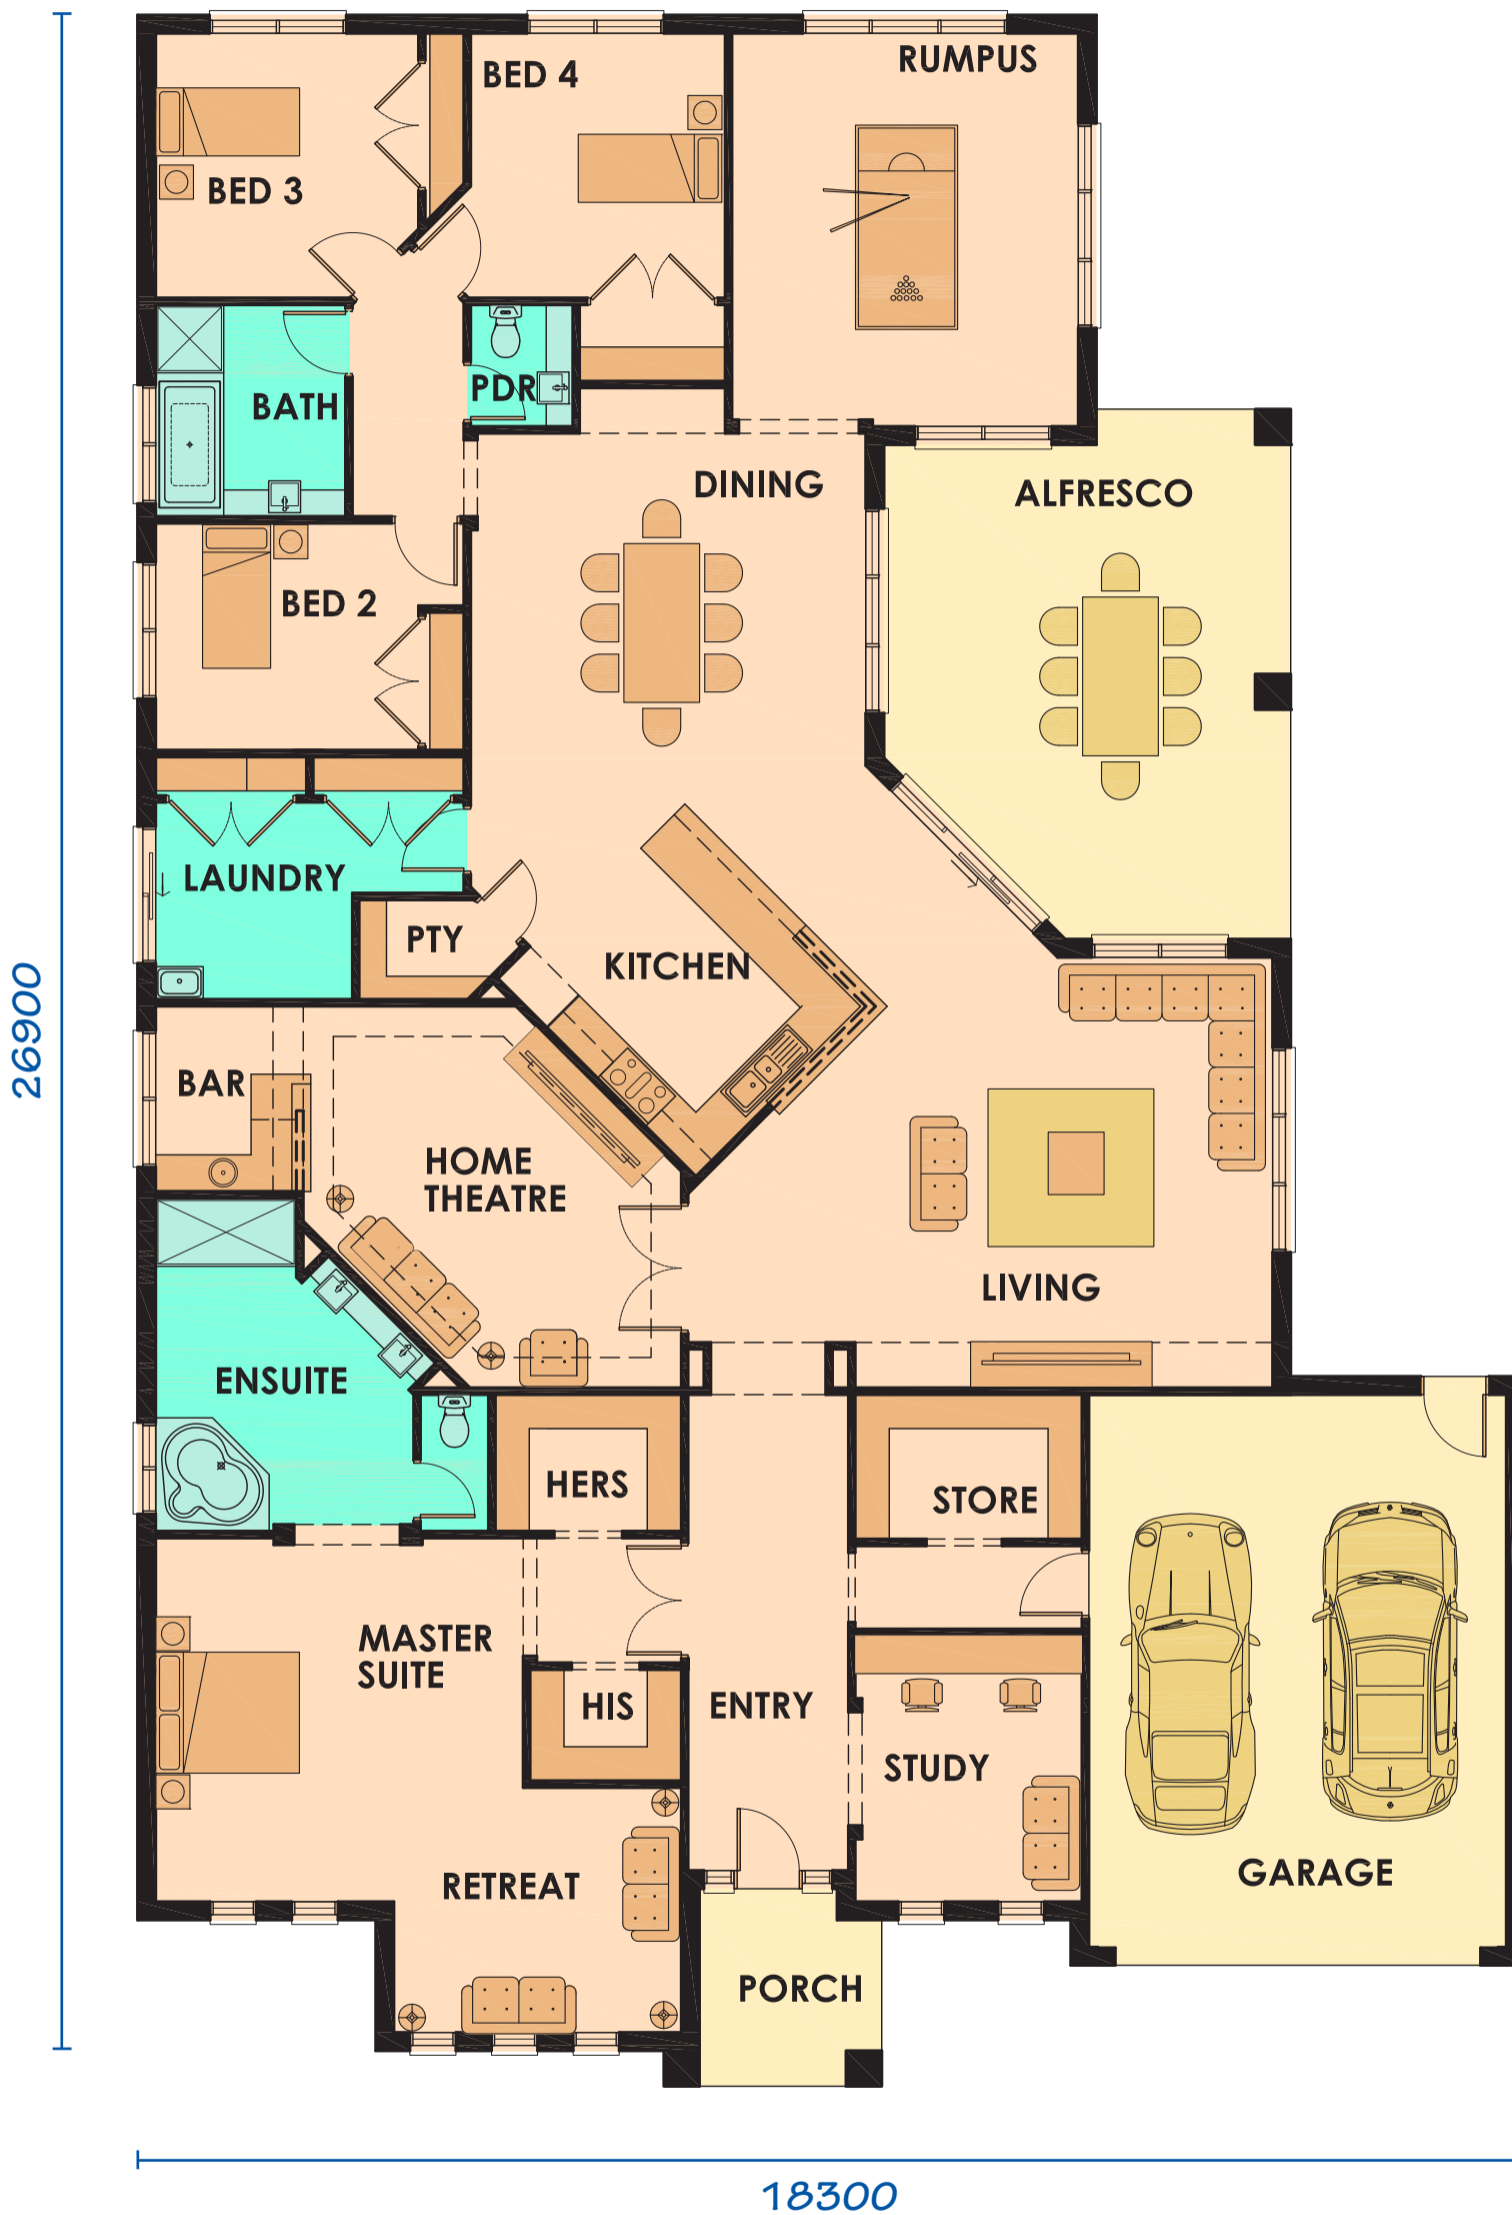 RUMPUS
BED 4
BED 3
PDR
BATH
DINING
ALFRESCO
BED 2
LAUNDRY
PTY
KITCHEN
26900
BAR
HOME
THEATRE
LIVING
ENSUITE
HERS
STORE
MASTER
SUITE
HIS
ENTRY
STUDY
RETREAT
GARAGE
PORCH
18300